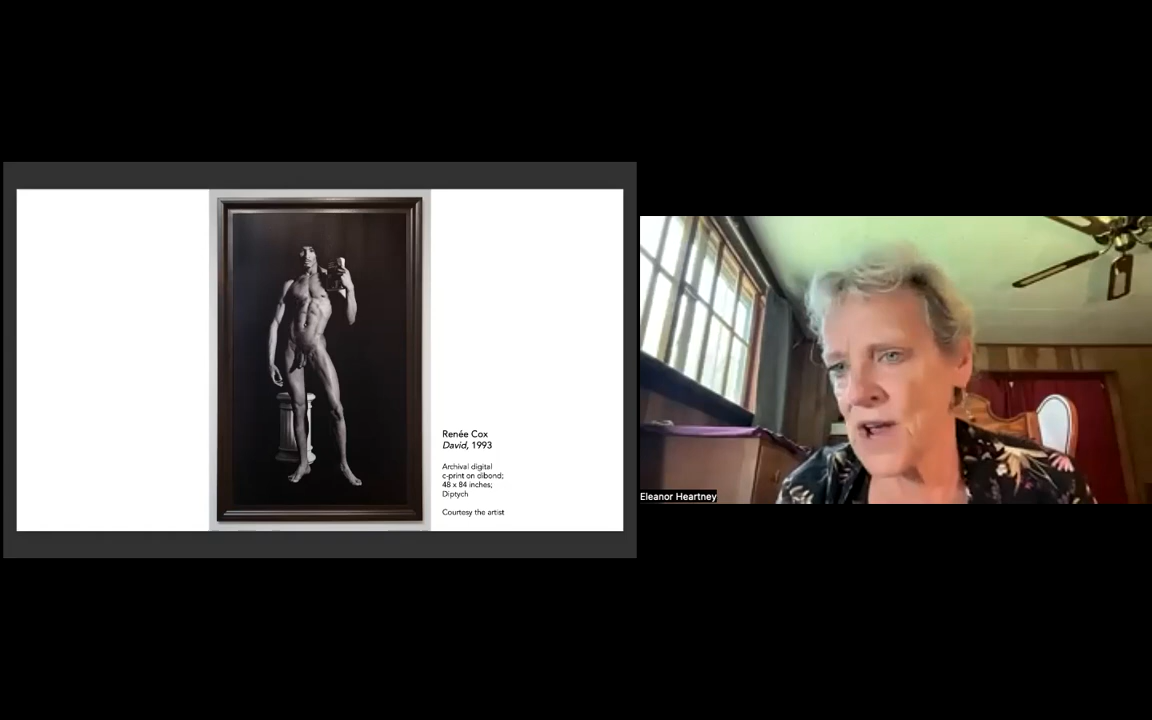 Renée Cox
David, 1993
Archival digital
c-print on dibond;
48 x 84 inches;
Diptych
Courtesy the artist
Eleanor Heartney